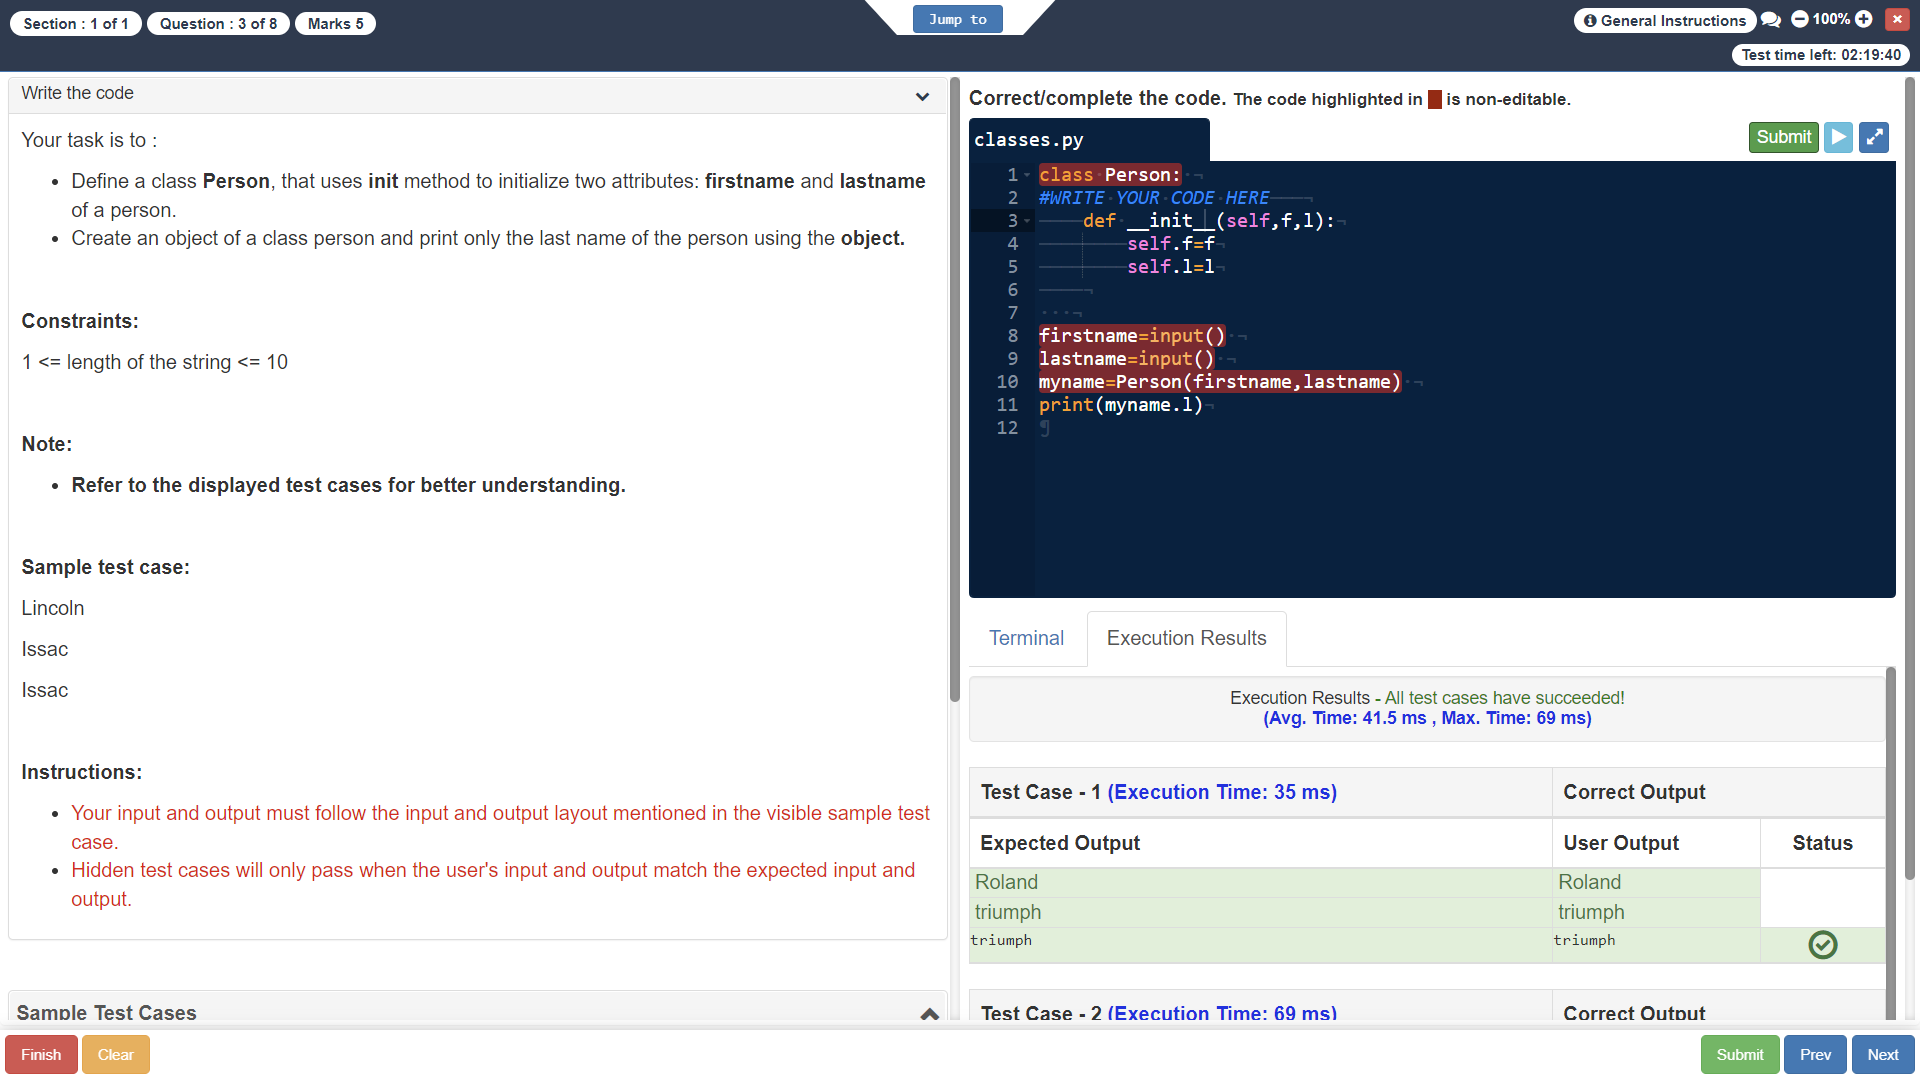 Section : 1 of 1
Question : 3 of 8
Marks 5
Jump to
General Instructions
100%
Test time left: 02:19:40
Write the code
Your task is to :
Define a class Person, that uses init method to initialize two attributes: firstname and lastname
of a person.
Create an object of a class person and print only the last name of the person using the object.
Constraints:
1 <= length of the string <= 10
Note:
Refer to the displayed test cases for better understanding.
Sample test case:
Lincoln
Issac
Issac
Instructions:
Your input and output must follow the input and output layout mentioned in the visible sample test
case.
Hidden test cases will only pass when the user's input and output match the expected input and
output.
Sample Test Cases
Correct/complete the code. The code highlighted in is non-editable.
classes.py
Submit
1 class Person:
2 #WRITE YOUR CODE HERE
3 def __init__(self,f,l):
4 self.f=f
5 self.l=l
6
7
8 firstname=input()
9 lastname=input()
10 myname=Person(firstname,lastname)
11 print(myname.l)
12
Terminal
Execution Results
Execution Results - All test cases have succeeded!
(Avg. Time: 41.5 ms , Max. Time: 69 ms)
Test Case - 1 (Execution Time: 35 ms)
Correct Output
Expected Output
User Output
Status
Roland
Roland
triumph
triumph
triumph
triumph
Test Case - 2 (Execution Time: 69 ms)
Correct Output
Finish
Clear
Submit
Prev
Next